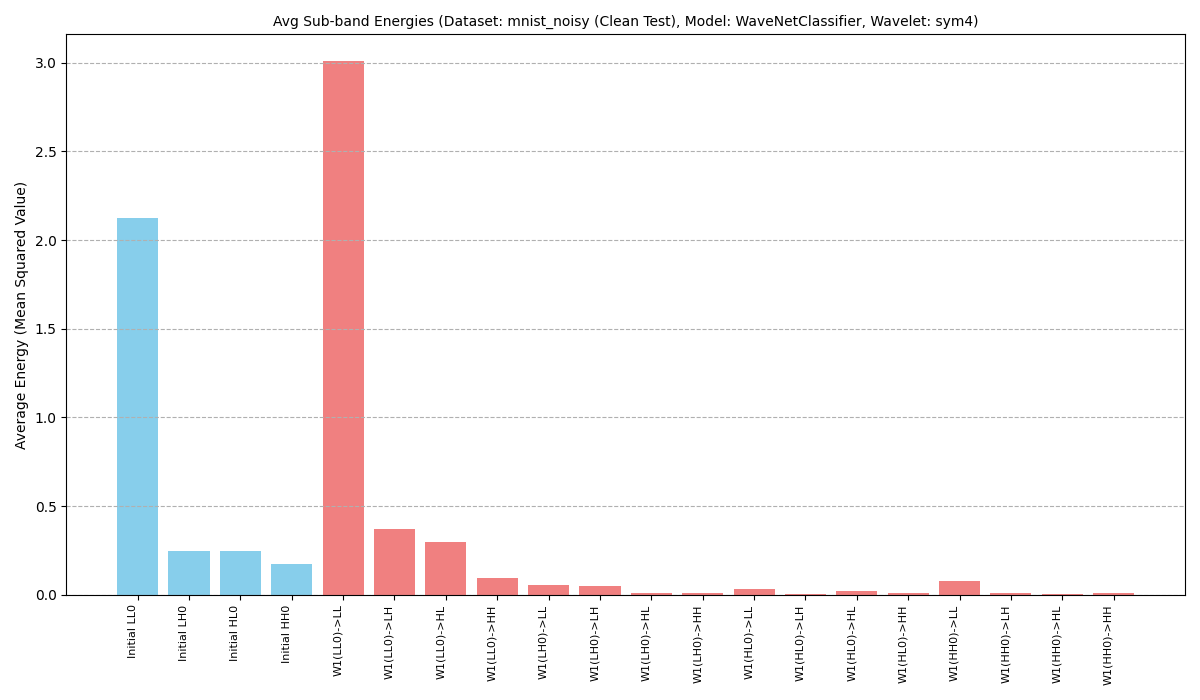 Avg Sub-band Energies (Dataset: mnist_noisy (Clean Test), Model: WaveNetClassifier, Wavelet: sym4)
Average Energy (Mean Squared Value)
3.0
2.5
2.0
1.5
1.0
0.5
0.0
Initial LL0
Initial LH0
Initial HL0
Initial HH0
W1(LL0)->LL
W1(LL0)->LH
W1(LL0)->HL
W1(LL0)->HH
W1(LH0)->LL
W1(LH0)->LH
W1(LH0)->HL
W1(LH0)->HH
W1(HL0)->LL
W1(HL0)->LH
W1(HL0)->HL
W1(HL0)->HH
W1(HH0)->LL
W1(HH0)->LH
W1(HH0)->HL
W1(HH0)->HH